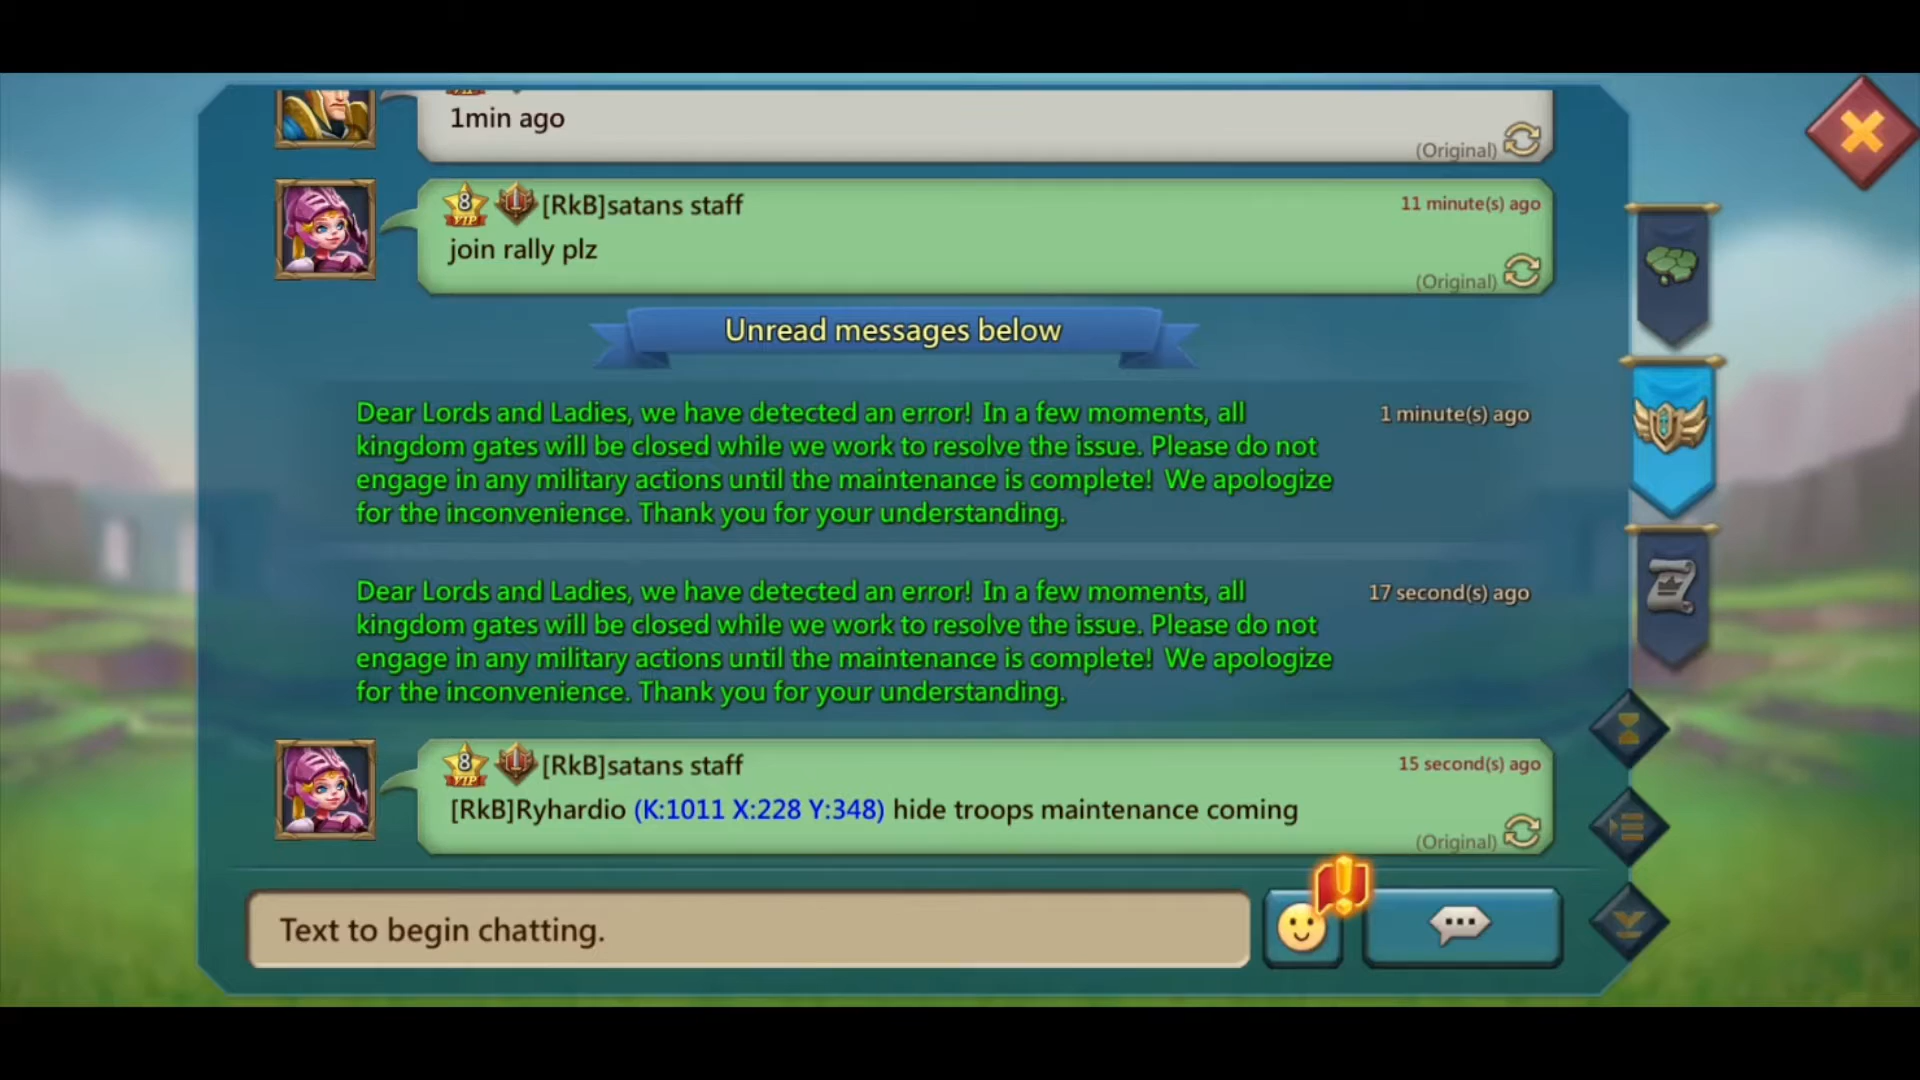 1min ago
(Original)
8 VIP [RkB]satans staff 11 minute(s) ago
join rally plz
(Original)
Unread messages below
Dear Lords and Ladies, we have detected an error! In a few moments, all 1 minute(s) ago
kingdom gates will be closed while we work to resolve the issue. Please do not
engage in any military actions until the maintenance is complete! We apologize
for the inconvenience. Thank you for your understanding.
Dear Lords and Ladies, we have detected an error! In a few moments, all 17 second(s) ago
kingdom gates will be closed while we work to resolve the issue. Please do not
engage in any military actions until the maintenance is complete! We apologize
for the inconvenience. Thank you for your understanding.
8 VIP [RkB]satans staff 15 second(s) ago
[RkB]Ryhardio (K:1011 X:228 Y:348) hide troops maintenance coming
(Original)
Text to begin chatting.